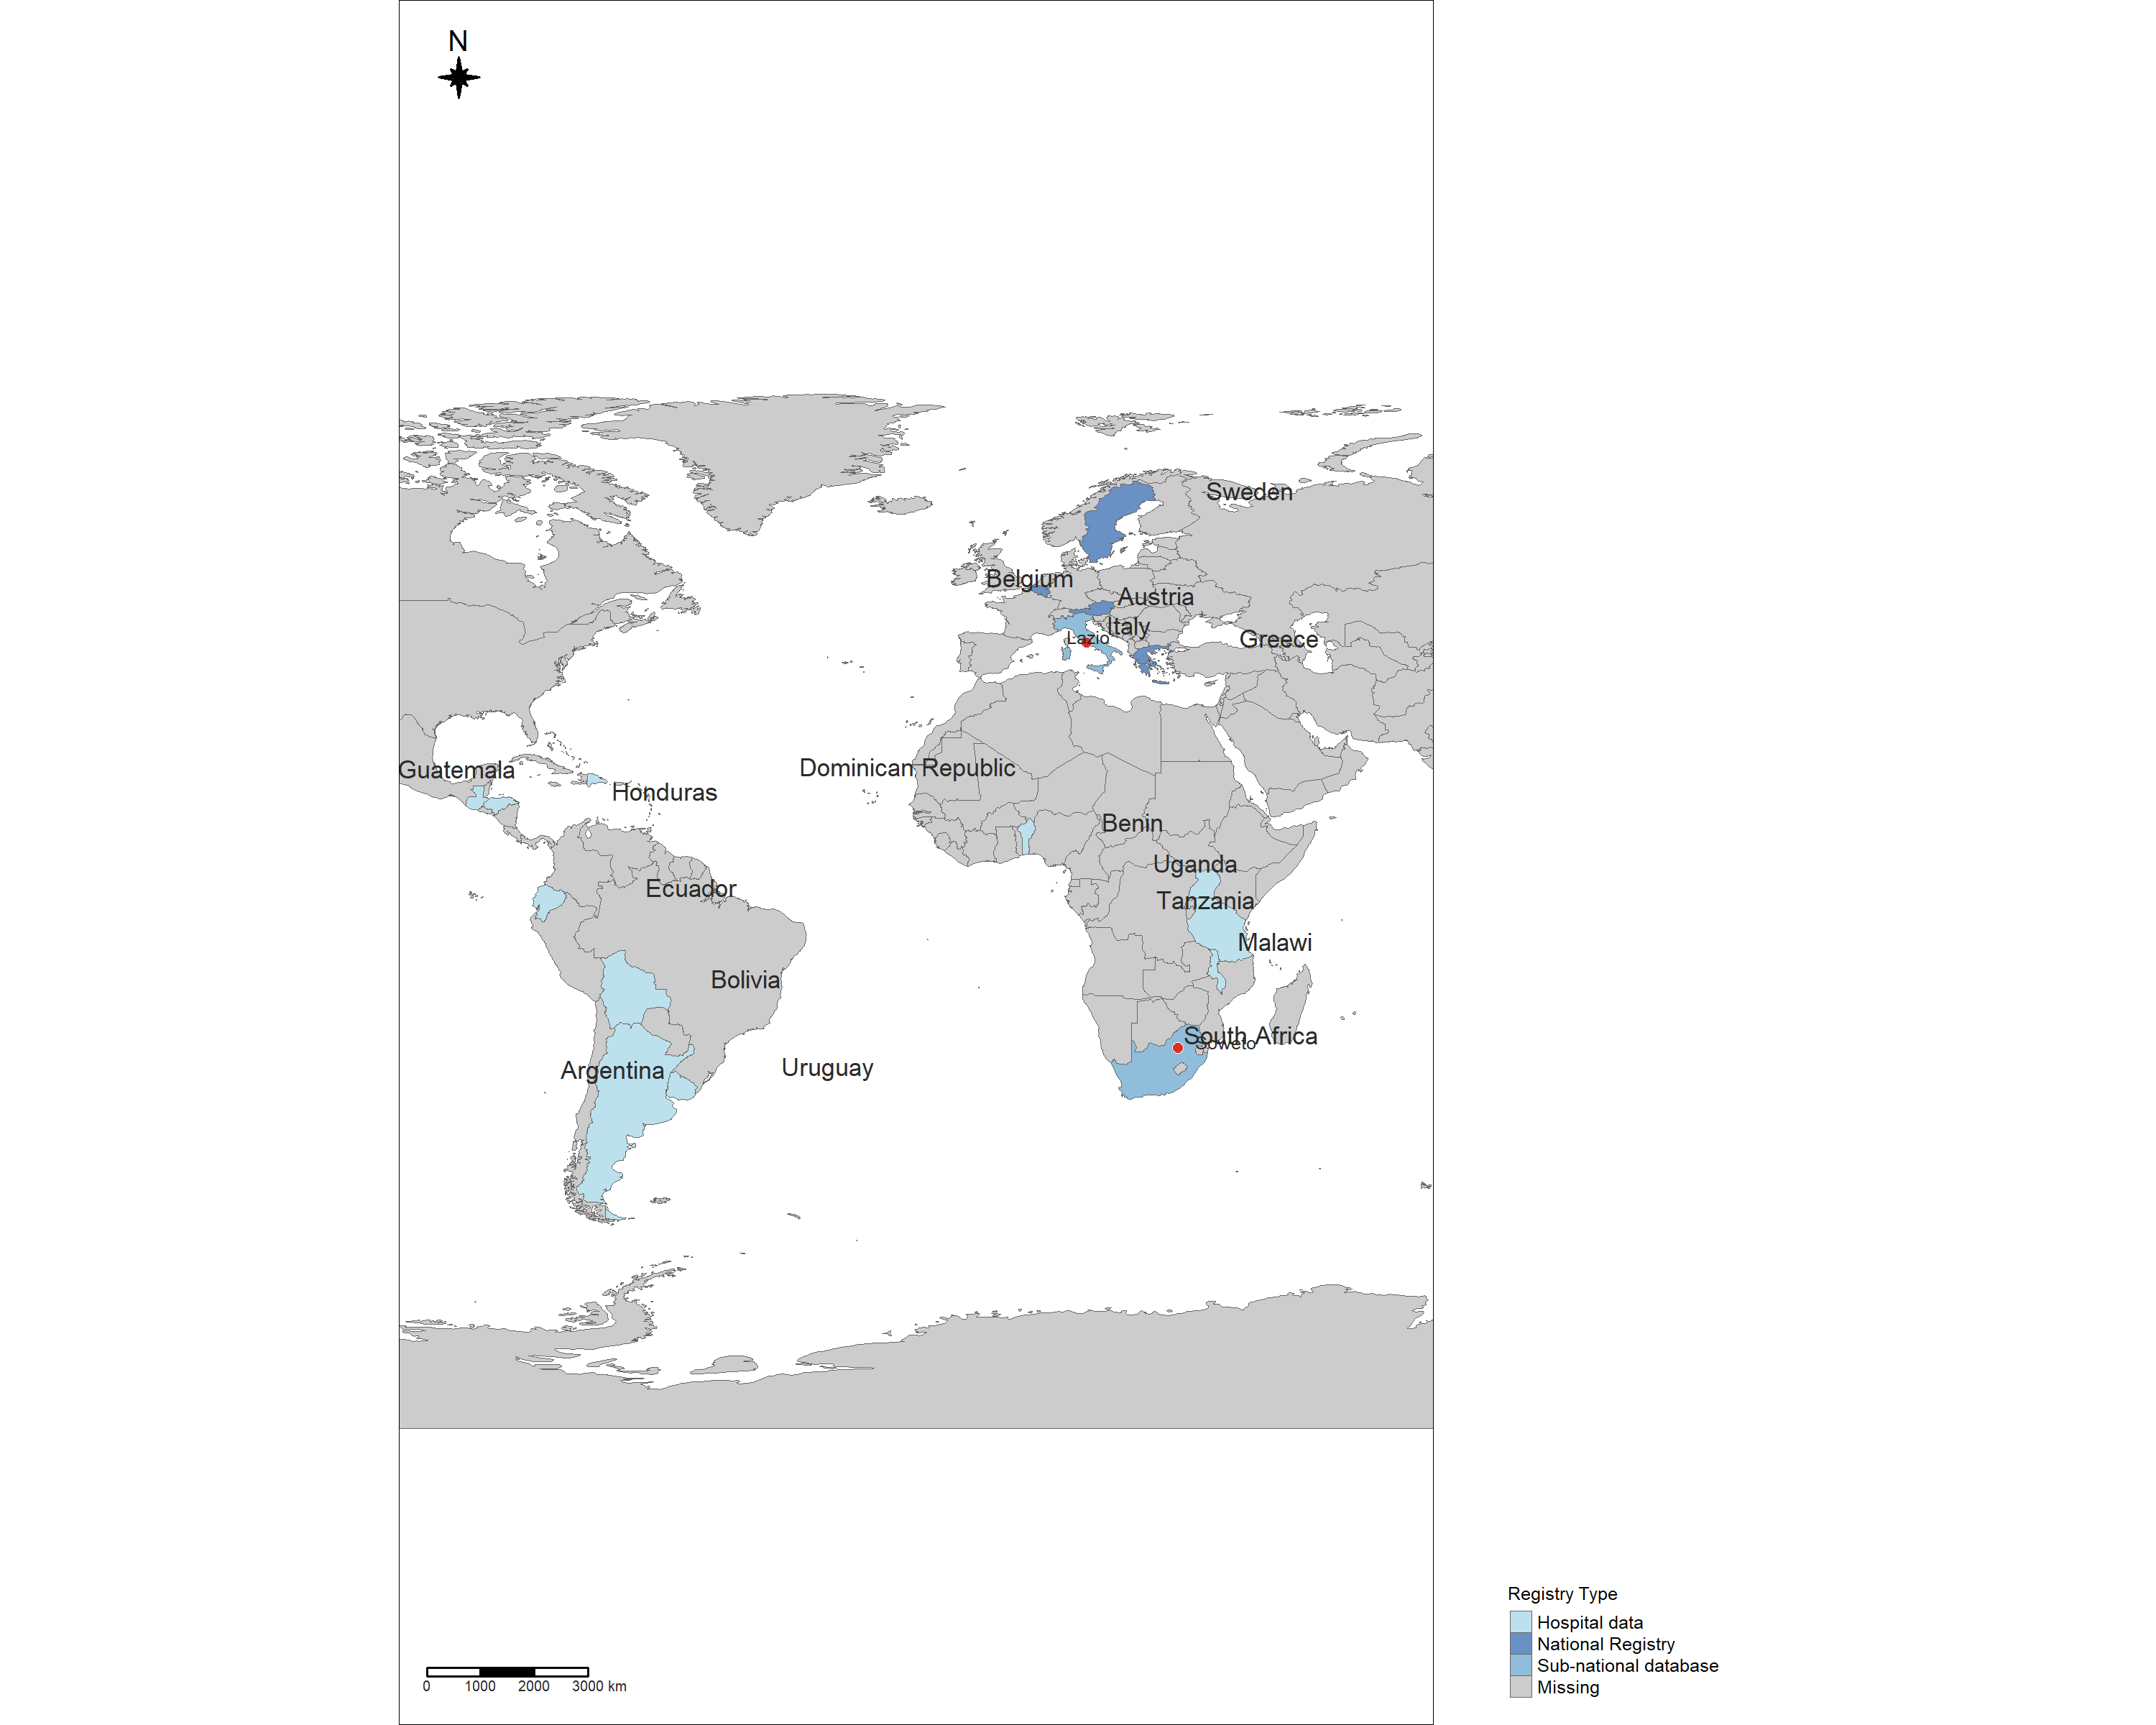 N
Sweden
Belgium
Austria
Italy
Lazio
Greece
Guatemala
Dominican Republic
Honduras
Benin
Uganda
Ecuador
Tanzania
Malawi
Bolivia
South Africa
Soweto
Uruguay
Argentina
Registry Type
Hospital data
National Registry
Sub-national database
Missing
0 1000 2000 3000 km